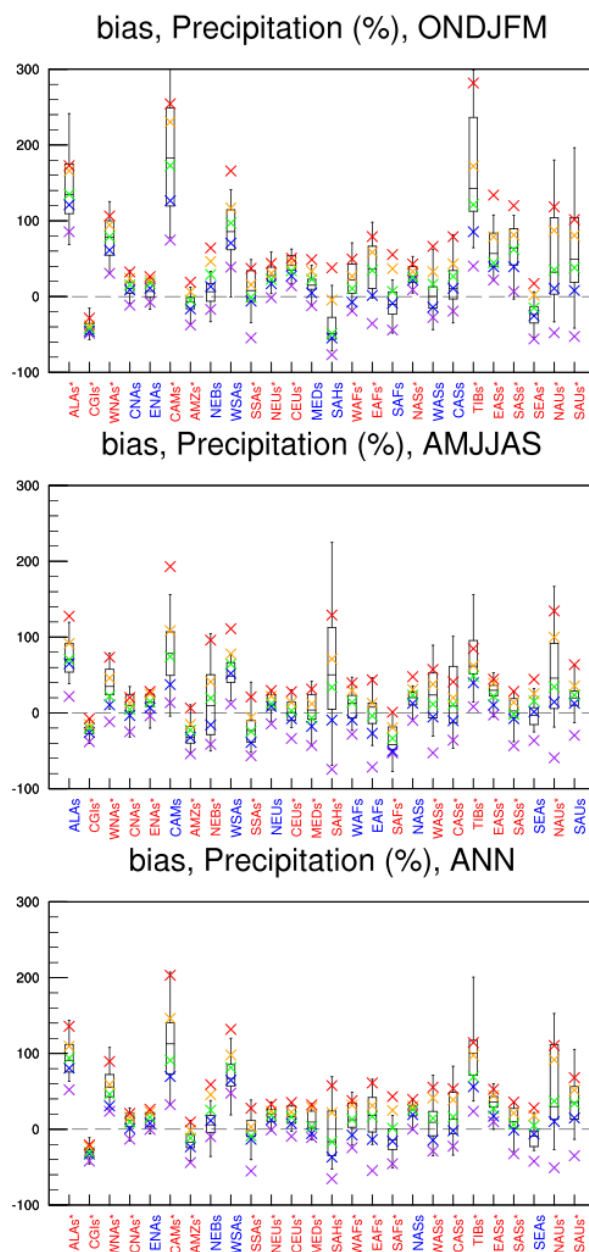 bias, Precipitation (%), ONDJFM
300
200
100
0
-100
ALAs* CGIs* WNAs* CNAs ENAs CAMs* AMZs* NEBs WSAs SSAs* NEUs* CEUs* MEDs SAHs WAFs* EAFs* SAFs NASs* WASs CASs TIBs* EASs* SASs* SEAs* NAUs* SAUs*
bias, Precipitation (%), AMJJAS
300
200
100
0
-100
ALAs CGIs* WNAs* CNAs* ENAs* CAMs AMZs* NEBs* WSAs SSAs* NEUs CEUs* MEDs* SAHs* WAFs EAFs SAFs* NASs WASs* CASs* TIBs* EASs* SASs* SEAs NAUs* SAUs
bias, Precipitation (%), ANN
300
200
100
0
-100
ALAs* CGIs* WNAs* CNAs* ENAs CAMs* AMZs* NEBs WSAs SSAs* NEUs* CEUs* MEDs* SAHs* WAFs* EAFs* SAFs* NASs WASs* CASs* TIBs* EASs* SASs* SEAs NAUs* SAUs*